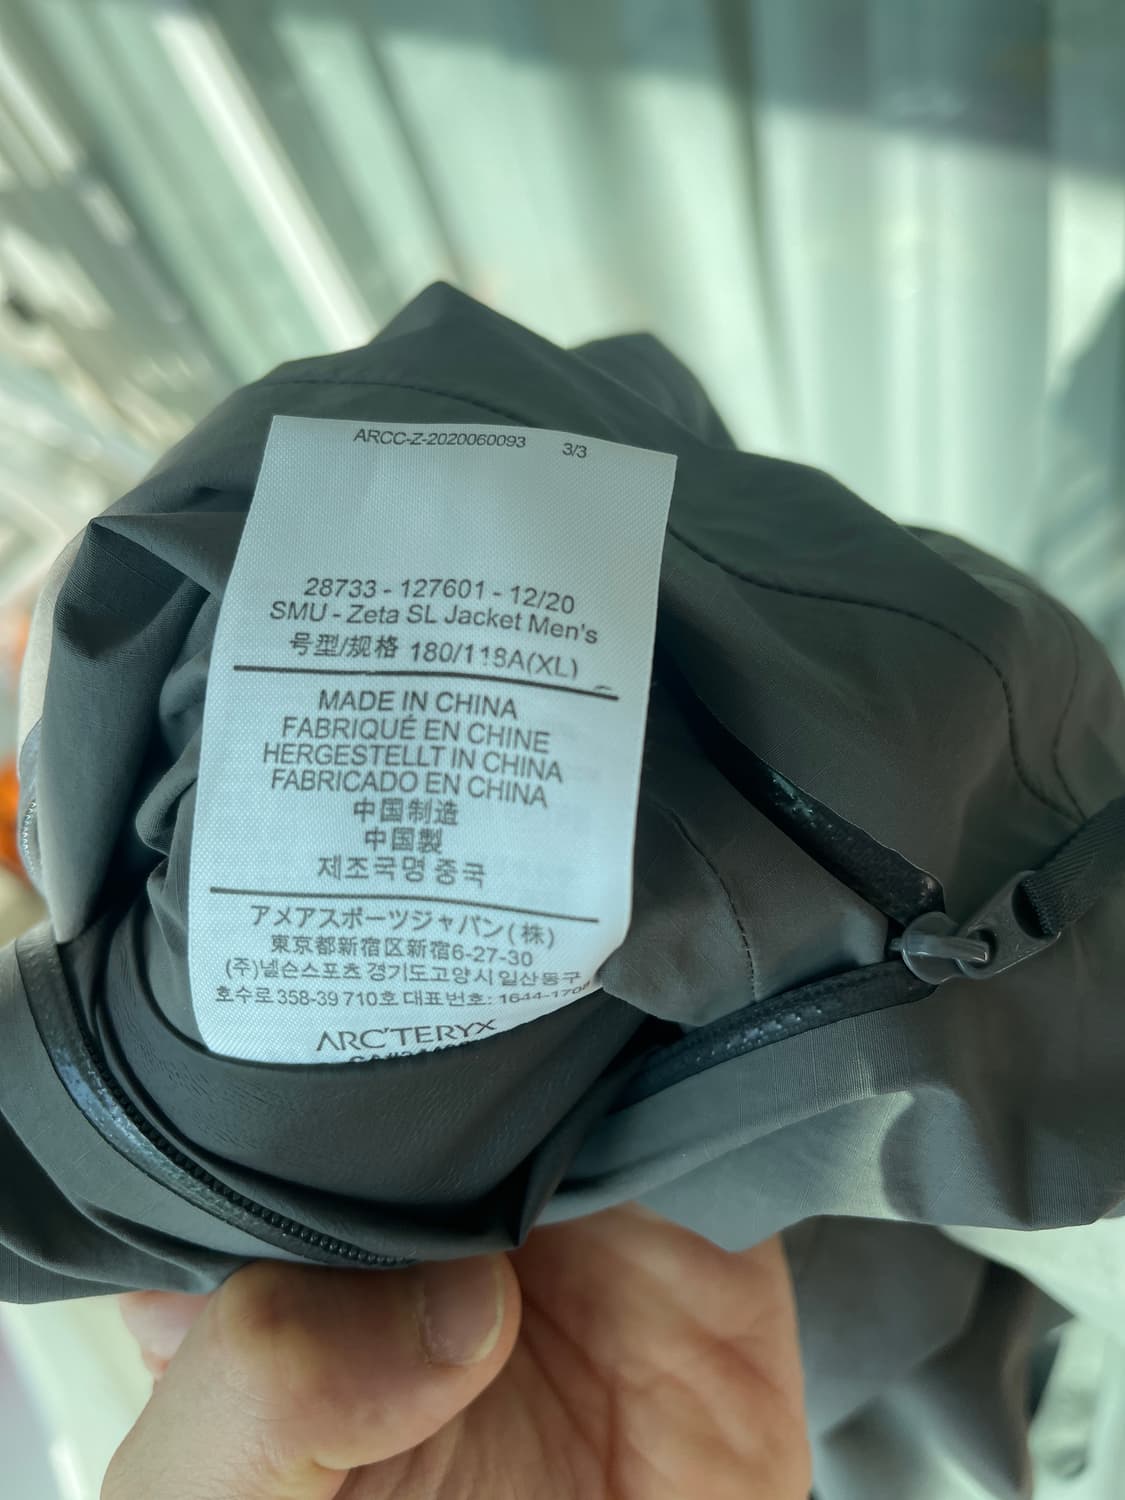 ARCC-Z-2020060093 3/3
28733 - 127601 - 12/20
SMU - Zeta SL Jacket Men's
号型/规格 180/118A(XL)
MADE IN CHINA
FABRIQUÉ EN CHINE
HERGESTELLT IN CHINA
FABRICADO EN CHINA
中国制造
中国製
제조국명 중국
アメアスポーツジャパン(株)
東京都新宿区新宿6-27-30
(주)넬슨스포츠 경기도고양시 일산동구
호수로 358-39 710호 대표번호:
ARC'TERYX